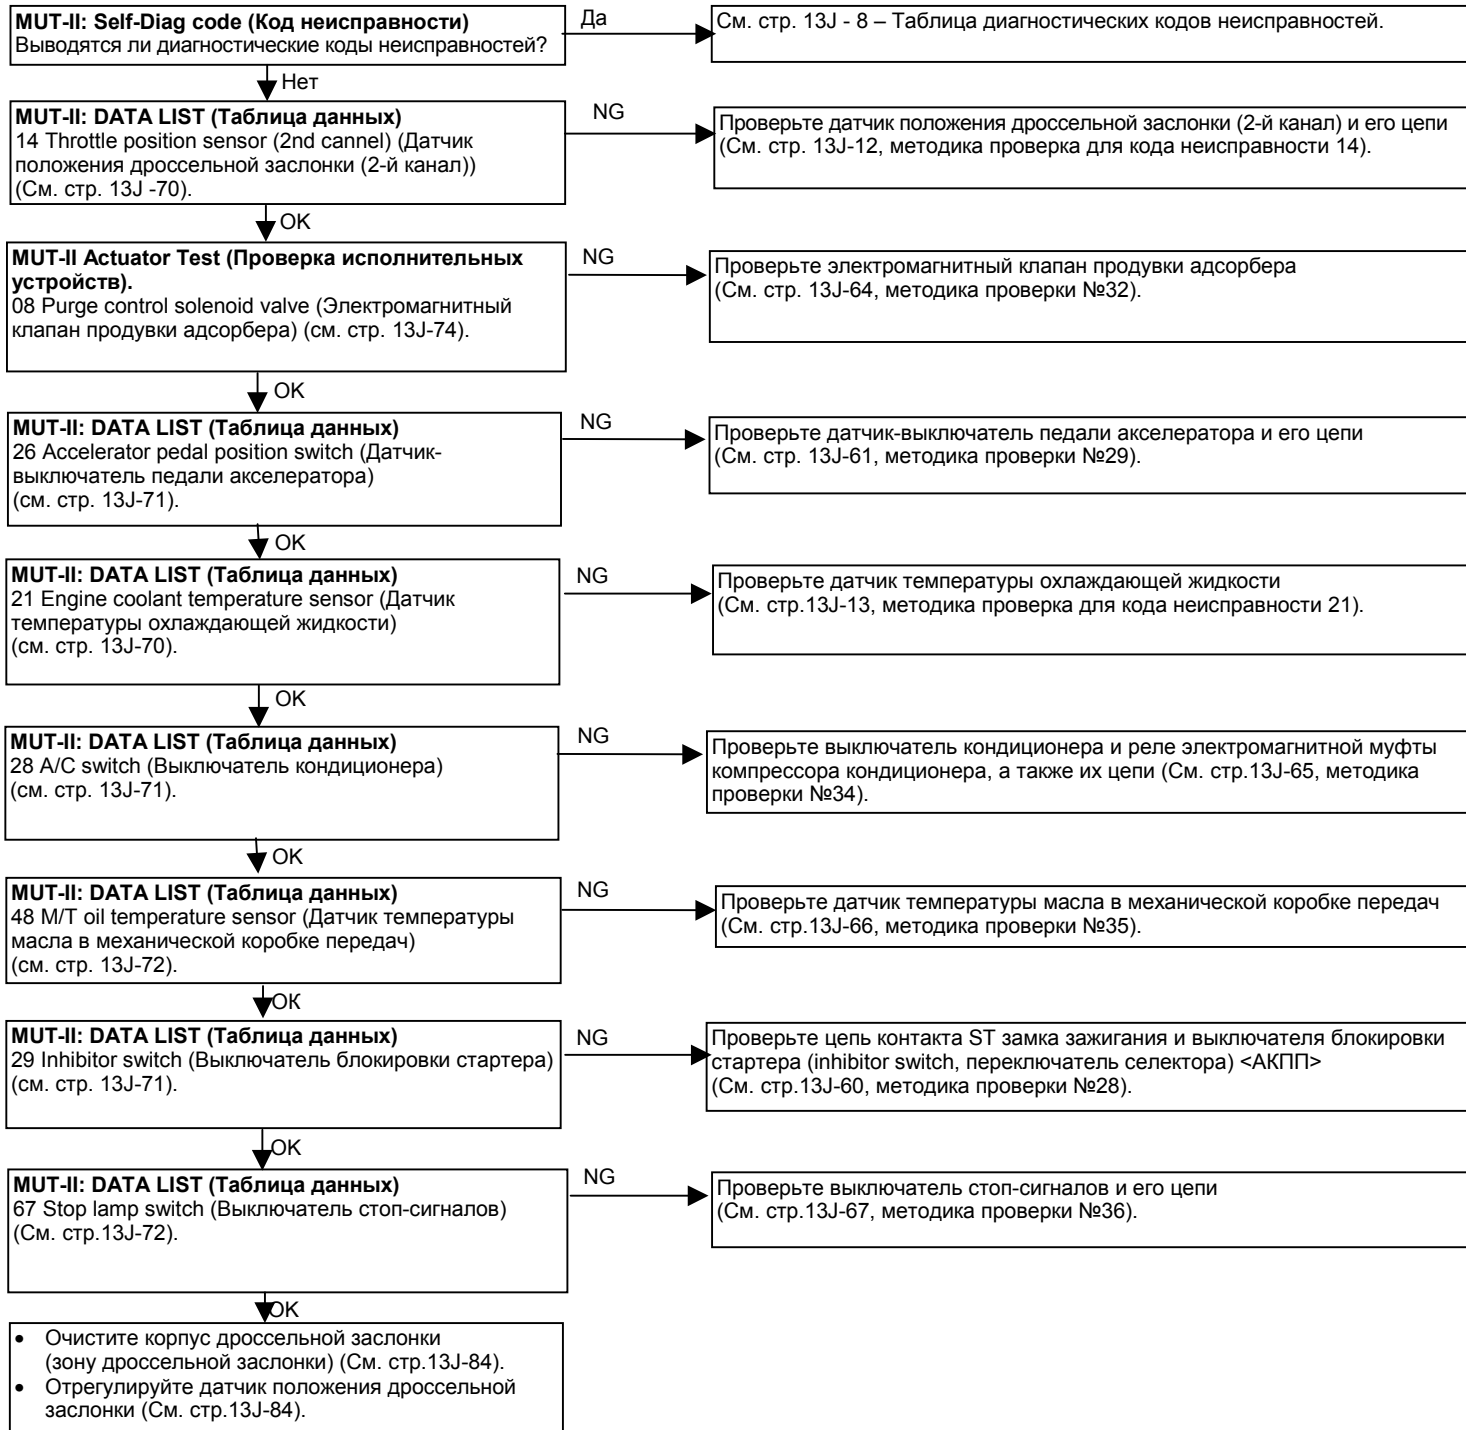 MUT-II: Self-Diag code (Код неисправности)
Выводятся ли диагностические коды неисправностей?
Да
См. стр. 13J - 8 – Таблица диагностических кодов неисправностей.
Нет
MUT-II: DATA LIST (Таблица данных)
14 Throttle position sensor (2nd cannel) (Датчик
положения дроссельной заслонки (2-й канал))
(См. стр. 13J -70).
NG
Проверьте датчик положения дроссельной заслонки (2-й канал) и его цепи
(См. стр. 13J-12, методика проверка для кода неисправности 14).
OK
MUT-II Actuator Test (Проверка исполнительных
устройств).
08 Purge control solenoid valve (Электромагнитный
клапан продувки адсорбера) (см. стр. 13J-74).
NG
Проверьте электромагнитный клапан продувки адсорбера
(См. стр. 13J-64, методика проверки №32).
OK
MUT-II: DATA LIST (Таблица данных)
26 Accelerator pedal position switch (Датчик-
выключатель педали акселератора)
(см. стр. 13J-71).
NG
Проверьте датчик-выключатель педали акселератора и его цепи
(См. стр. 13J-61, методика проверки №29).
OK
MUT-II: DATA LIST (Таблица данных)
21 Engine coolant temperature sensor (Датчик
температуры охлаждающей жидкости)
(см. стр. 13J-70).
NG
Проверьте датчик температуры охлаждающей жидкости
(См. стр.13J-13, методика проверка для кода неисправности 21).
OK
MUT-II: DATA LIST (Таблица данных)
28 A/C switch (Выключатель кондиционера)
(см. стр. 13J-71).
NG
Проверьте выключатель кондиционера и реле электромагнитной муфты
компрессора кондиционера, а также их цепи (См. стр.13J-65, методика
проверки №34).
OK
MUT-II: DATA LIST (Таблица данных)
48 M/T oil temperature sensor (Датчик температуры
масла в механической коробке передач)
(см. стр. 13J-72).
NG
Проверьте датчик температуры масла в механической коробке передач
(См. стр.13J-66, методика проверки №35).
OK
MUT-II: DATA LIST (Таблица данных)
29 Inhibitor switch (Выключатель блокировки стартера)
(см. стр. 13J-71).
NG
Проверьте цепь контакта ST замка зажигания и выключателя блокировки
стартера (inhibitor switch, переключатель селектора) <АКПП>
(См. стр.13J-60, методика проверки №28).
OK
MUT-II: DATA LIST (Таблица данных)
67 Stop lamp switch (Выключатель стоп-сигналов)
(См. стр.13J-72).
NG
Проверьте выключатель стоп-сигналов и его цепи
(См. стр.13J-67, методика проверки №36).
OK
• Очистите корпус дроссельной заслонки
(зону дроссельной заслонки) (См. стр.13J-84).
• Отрегулируйте датчик положения дроссельной
заслонки (См. стр.13J-84).